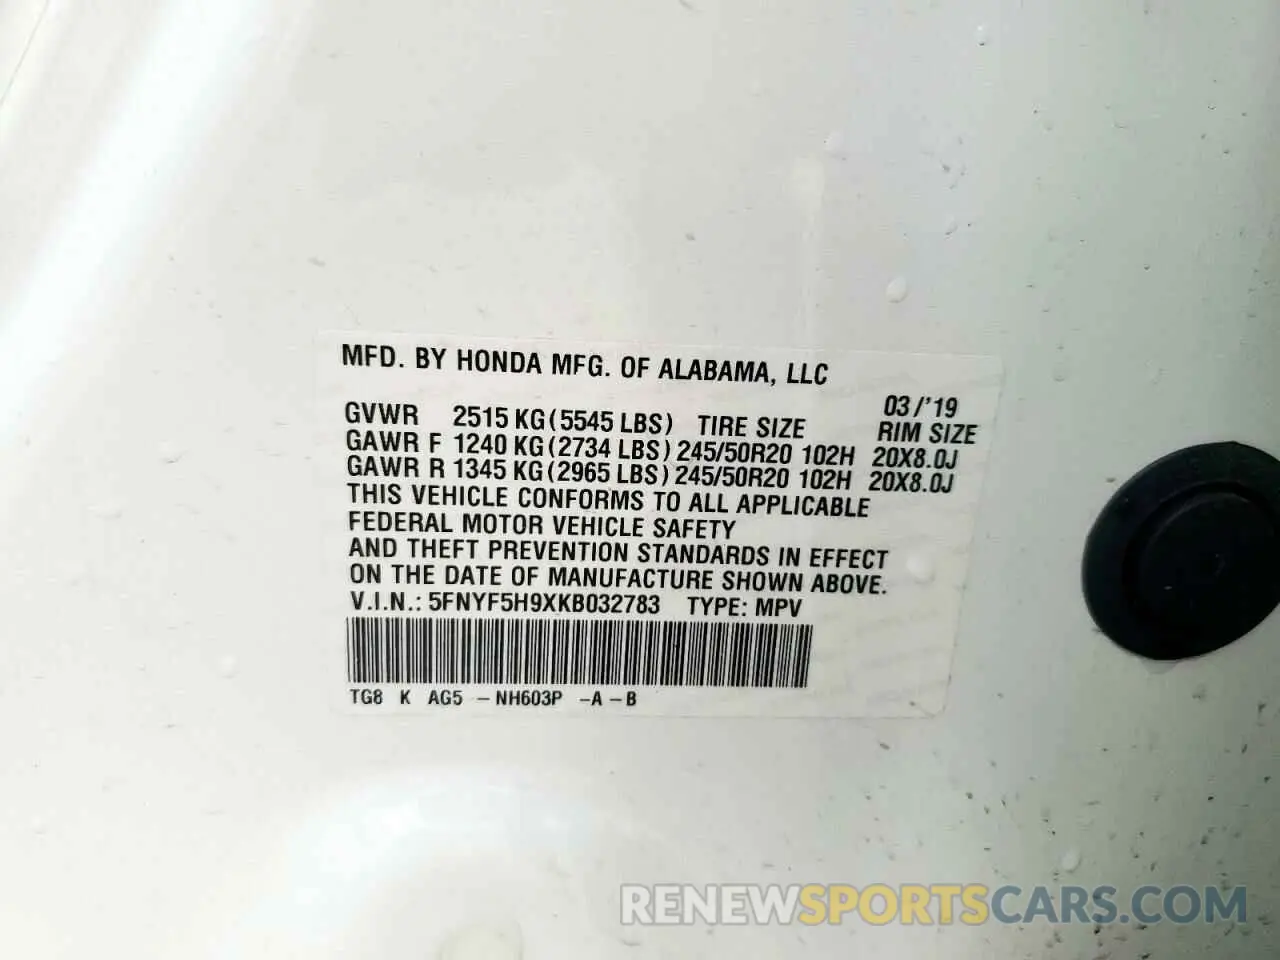 MFD. BY HONDA MFG. OF ALABAMA, LLC
03/'19
GVWR 2515 KG (5545 LBS) TIRE SIZE RIM SIZE
GAWR F 1240 KG (2734 LBS) 245/50R20 102H 20X8.0J
GAWR R 1345 KG (2965 LBS) 245/50R20 102H 20X8.0J
THIS VEHICLE CONFORMS TO ALL APPLICABLE
FEDERAL MOTOR VEHICLE SAFETY
AND THEFT PREVENTION STANDARDS IN EFFECT
ON THE DATE OF MANUFACTURE SHOWN ABOVE.
V.I.N.: 5FNYF5H9XKB032783 TYPE: MPV
TG8 K AG5 – NH603P – A – B
RENEWSPORTSCARS.COM